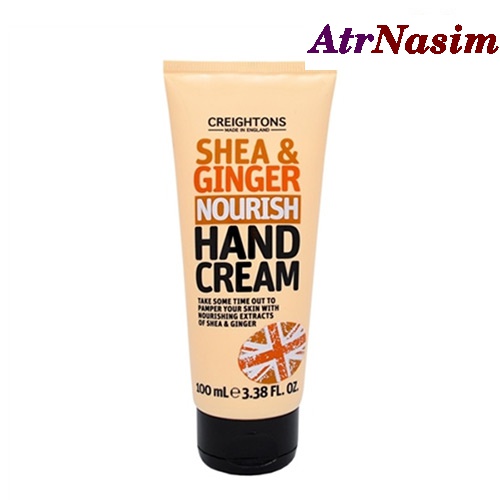 AtrNasim
CREIGHTONS
MADE IN ENGLAND
SHEA &
GINGER
NOURISH
HAND
CREAM
TAKE SOME TIME OUT TO
PAMPER YOUR SKIN WITH
NOURISHING EXTRACTS
OF SHEA & GINGER
100 mL e 3.38 FL. OZ.